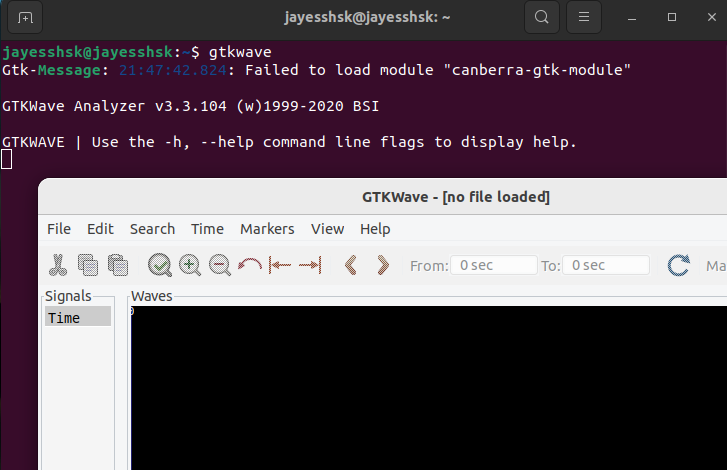 jayesshsk@jayesshsk: ~
jayesshsk@jayesshsk:~$ gtkwave
Gtk-Message: 21:47:42.824: Failed to load module "canberra-gtk-module"
GTKWave Analyzer v3.3.104 (w)1999-2020 BSI
GTKWAVE | Use the -h, --help command line flags to display help.
GTKWave - [no file loaded]
File Edit Search Time Markers View Help
From: 0 sec To: 0 sec Ma
Signals Waves
Time 0